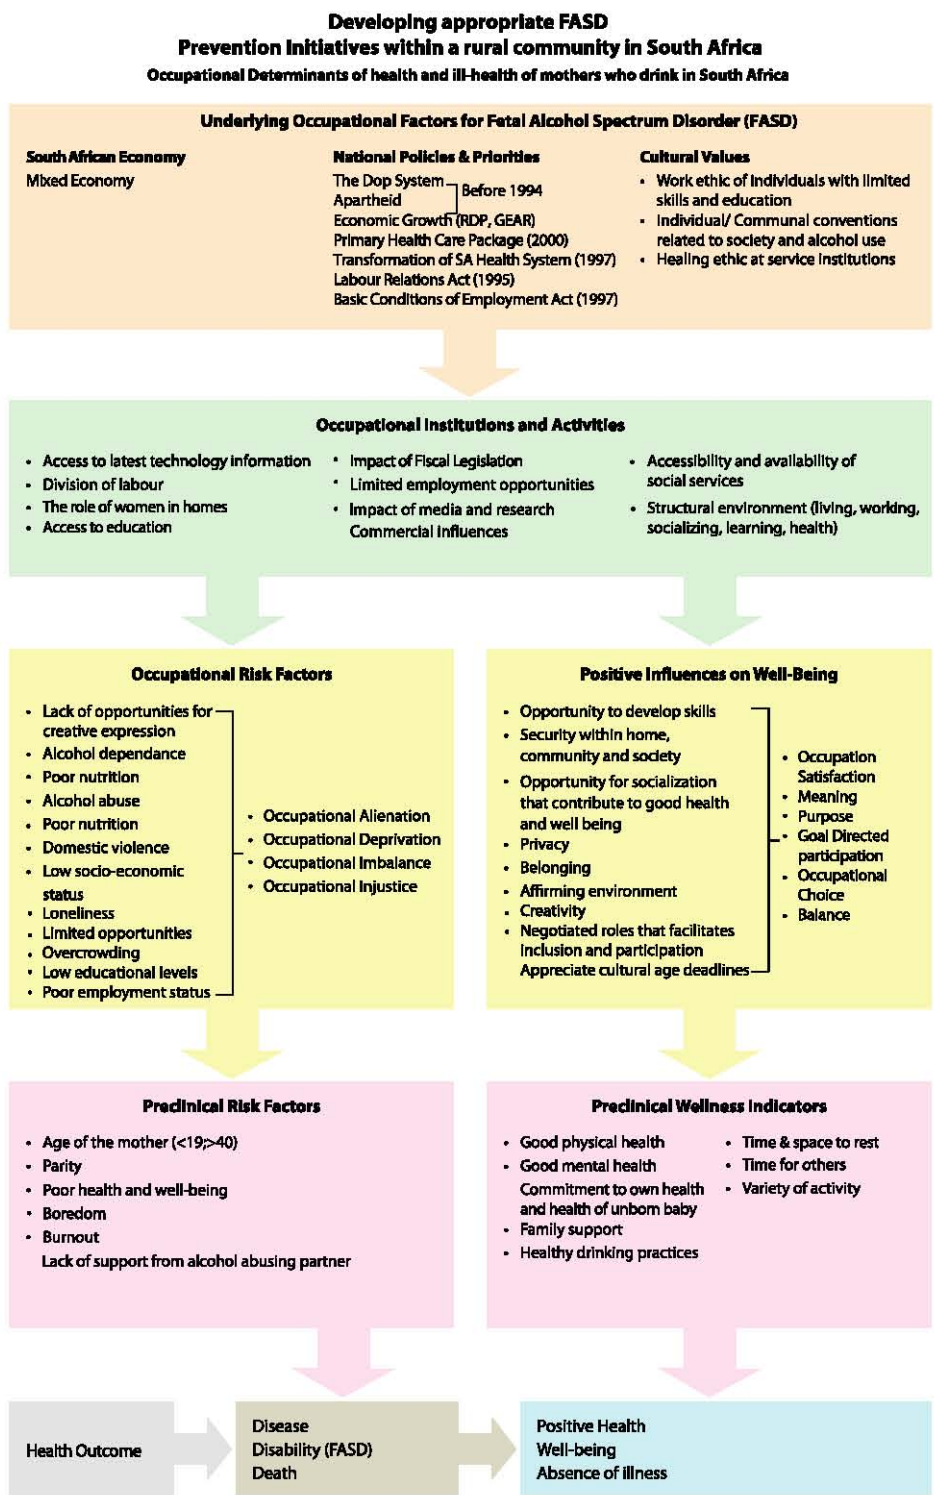 Developing appropriate FASD
Prevention Initiatives within a rural community in South Africa
Occupational Determinants of health and ill-health of mothers who drink in South Africa
Underlying Occupational Factors for Fetal Alcohol Spectrum Disorder (FASD)
South African Economy
Mixed Economy
National Policies & Priorities
The Dop System
Apartheid
Before 1994
Economic Growth (RDP, GEAR)
Primary Health Care Package (2000)
Transformation of SA Health System (1997)
Labour Relations Act (1995)
Basic Conditions of Employment Act (1997)
Cultural Values
• Work ethic of individuals with limited
skills and education
• Individual/ Communal conventions
related to society and alcohol use
• Healing ethic at service institutions
Occupational Institutions and Activities
• Access to latest technology information
• Division of labour
• The role of women in homes
• Access to education
• Impact of Fiscal Legislation
• Limited employment opportunities
• Impact of media and research
Commercial influences
• Accessibility and availability of
social services
• Structural environment (living, working,
socializing, learning, health)
Occupational Risk Factors
• Lack of opportunities for
creative expression
• Alcohol dependance
• Poor nutrition
• Alcohol abuse
• Poor nutrition
• Domestic violence
• Low socio-economic
status
• Loneliness
• Limited opportunities
• Overcrowding
• Low educational levels
• Poor employment status
• Occupational Alienation
• Occupational Deprivation
• Occupational Imbalance
• Occupational Injustice
Positive Influences on Well-Being
• Opportunity to develop skills
• Security within home,
community and society
• Opportunity for socialization
that contribute to good health
and well being
• Privacy
• Belonging
• Affirming environment
• Creativity
• Negotiated roles that facilitates
inclusion and participation
Appreciate cultural age deadlines
• Occupation
Satisfaction
• Meaning
• Purpose
• Goal Directed
participation
• Occupational
Choice
• Balance
Preclinical Risk Factors
• Age of the mother (<19;>40)
• Parity
• Poor health and well-being
• Boredom
• Burnout
Lack of support from alcohol abusing partner
Preclinical Wellness Indicators
• Good physical health
• Good mental health
Commitment to own health
and health of unborn baby
• Family support
• Healthy drinking practices
• Time & space to rest
• Time for others
• Variety of activity
Health Outcome
Disease
Disability (FASD)
Death
Positive Health
Well-being
Absence of illness